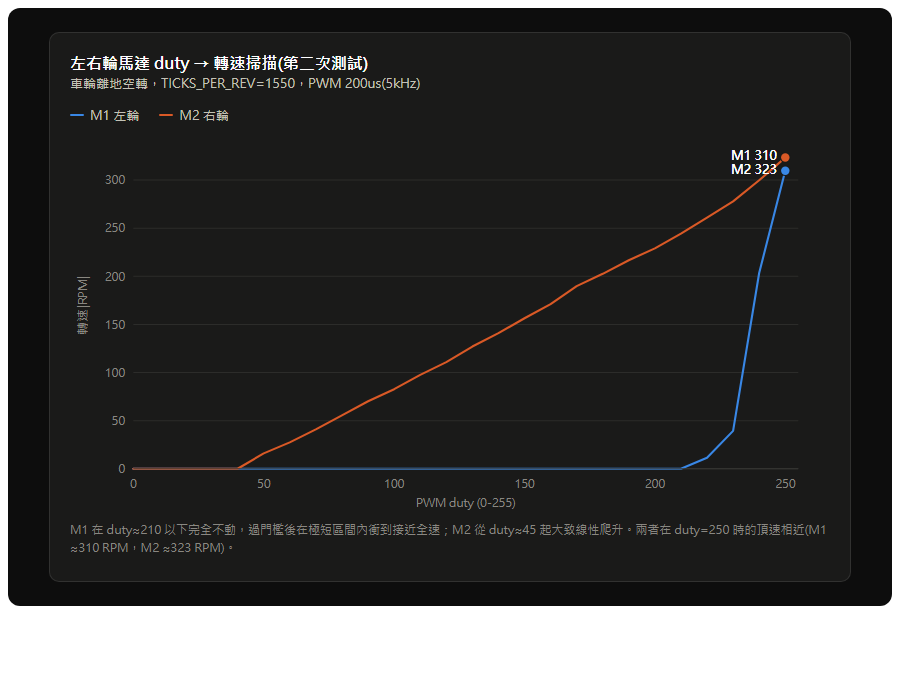 左右輪馬達 duty → 轉速掃描(第二次測試)
車輪離地空轉，TICKS_PER_REV=1550，PWM 200us(5kHz)
M1 左輪 M2 右輪
M1 310
M2 323
300
250
200
150
100
50
0
轉速|RPM|
0 50 100 150 200 250
PWM duty (0-255)
M1 在 duty≈210 以下完全不動，過門檻後在極短區間內衝到接近全速；M2 從 duty≈45 起大致線性爬升。兩者在 duty=250 時的頂速相近(M1
≈310 RPM，M2 ≈323 RPM)。